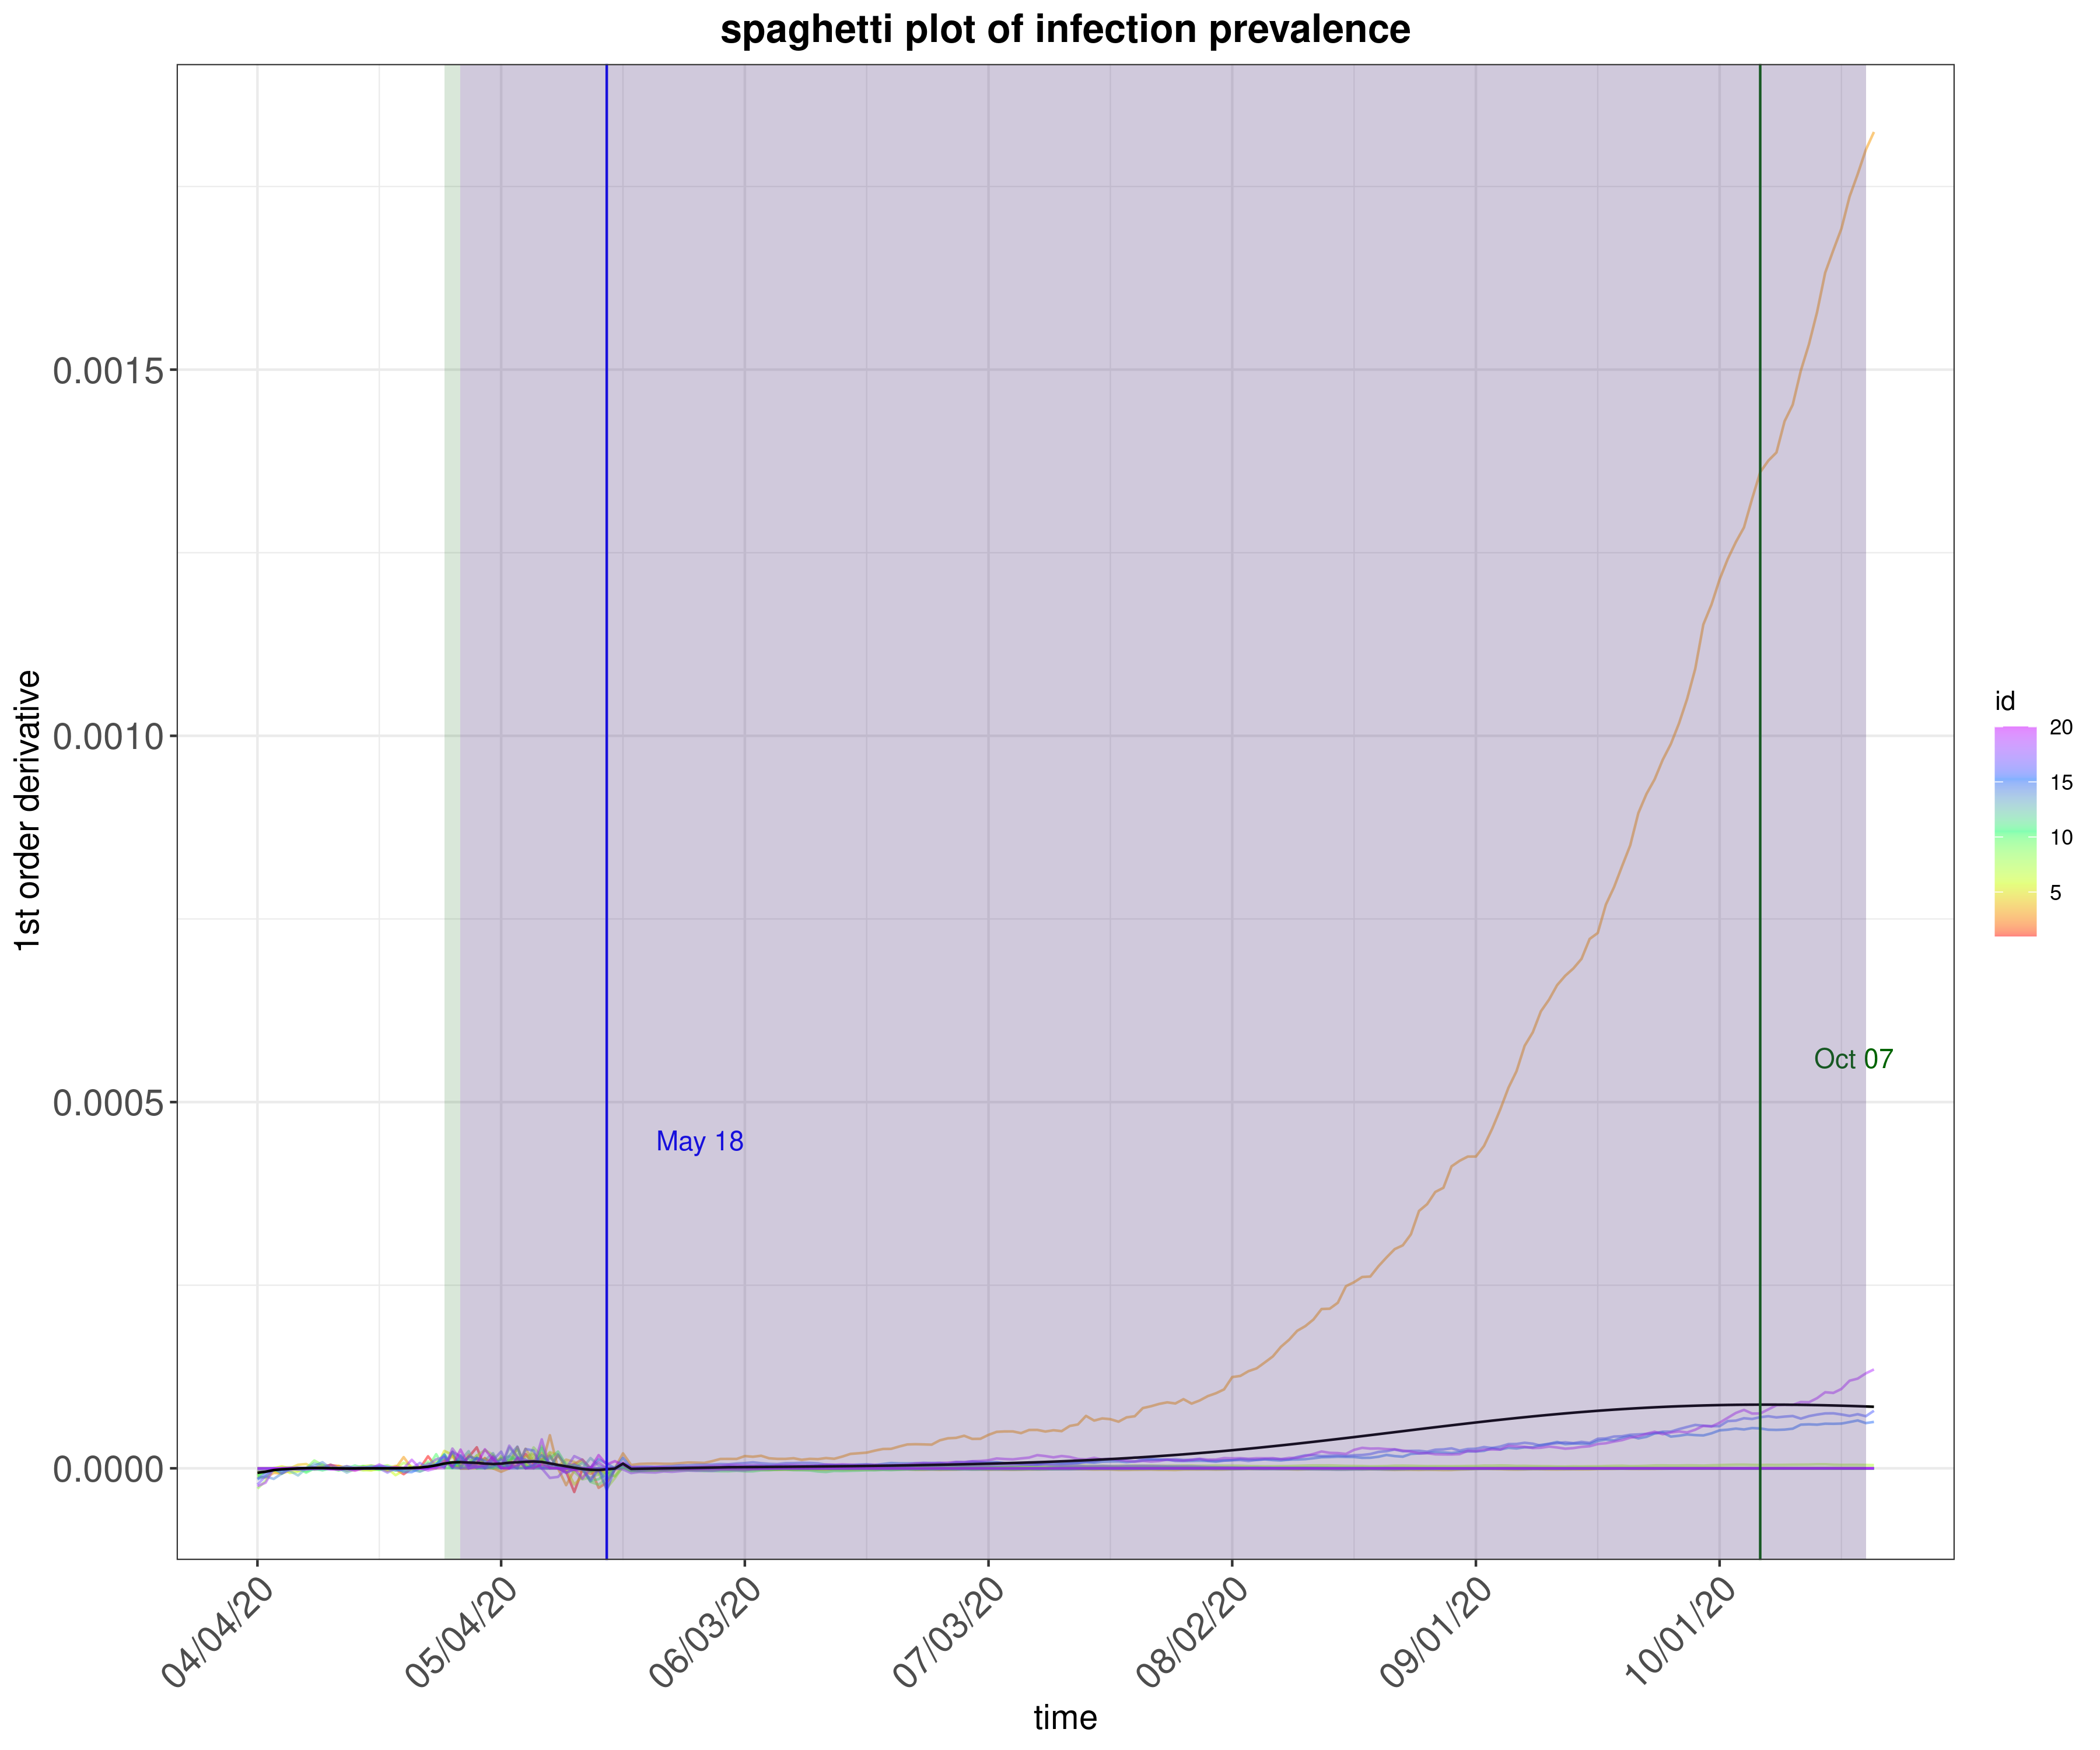 spaghetti plot of infection prevalence
1st order derivative
0.0015
0.0010
0.0005
0.0000
May 18
Oct 07
04/04/20
05/04/20
06/03/20
07/03/20
08/02/20
09/01/20
10/01/20
time
id
20
15
10
5